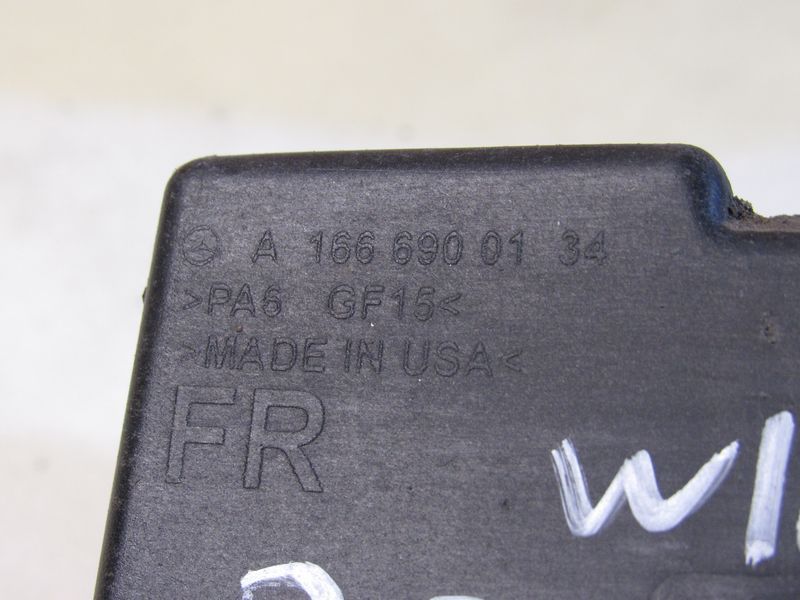 A 166 690 01 34
>PA6 GF15<
>MADE IN USA<
FR